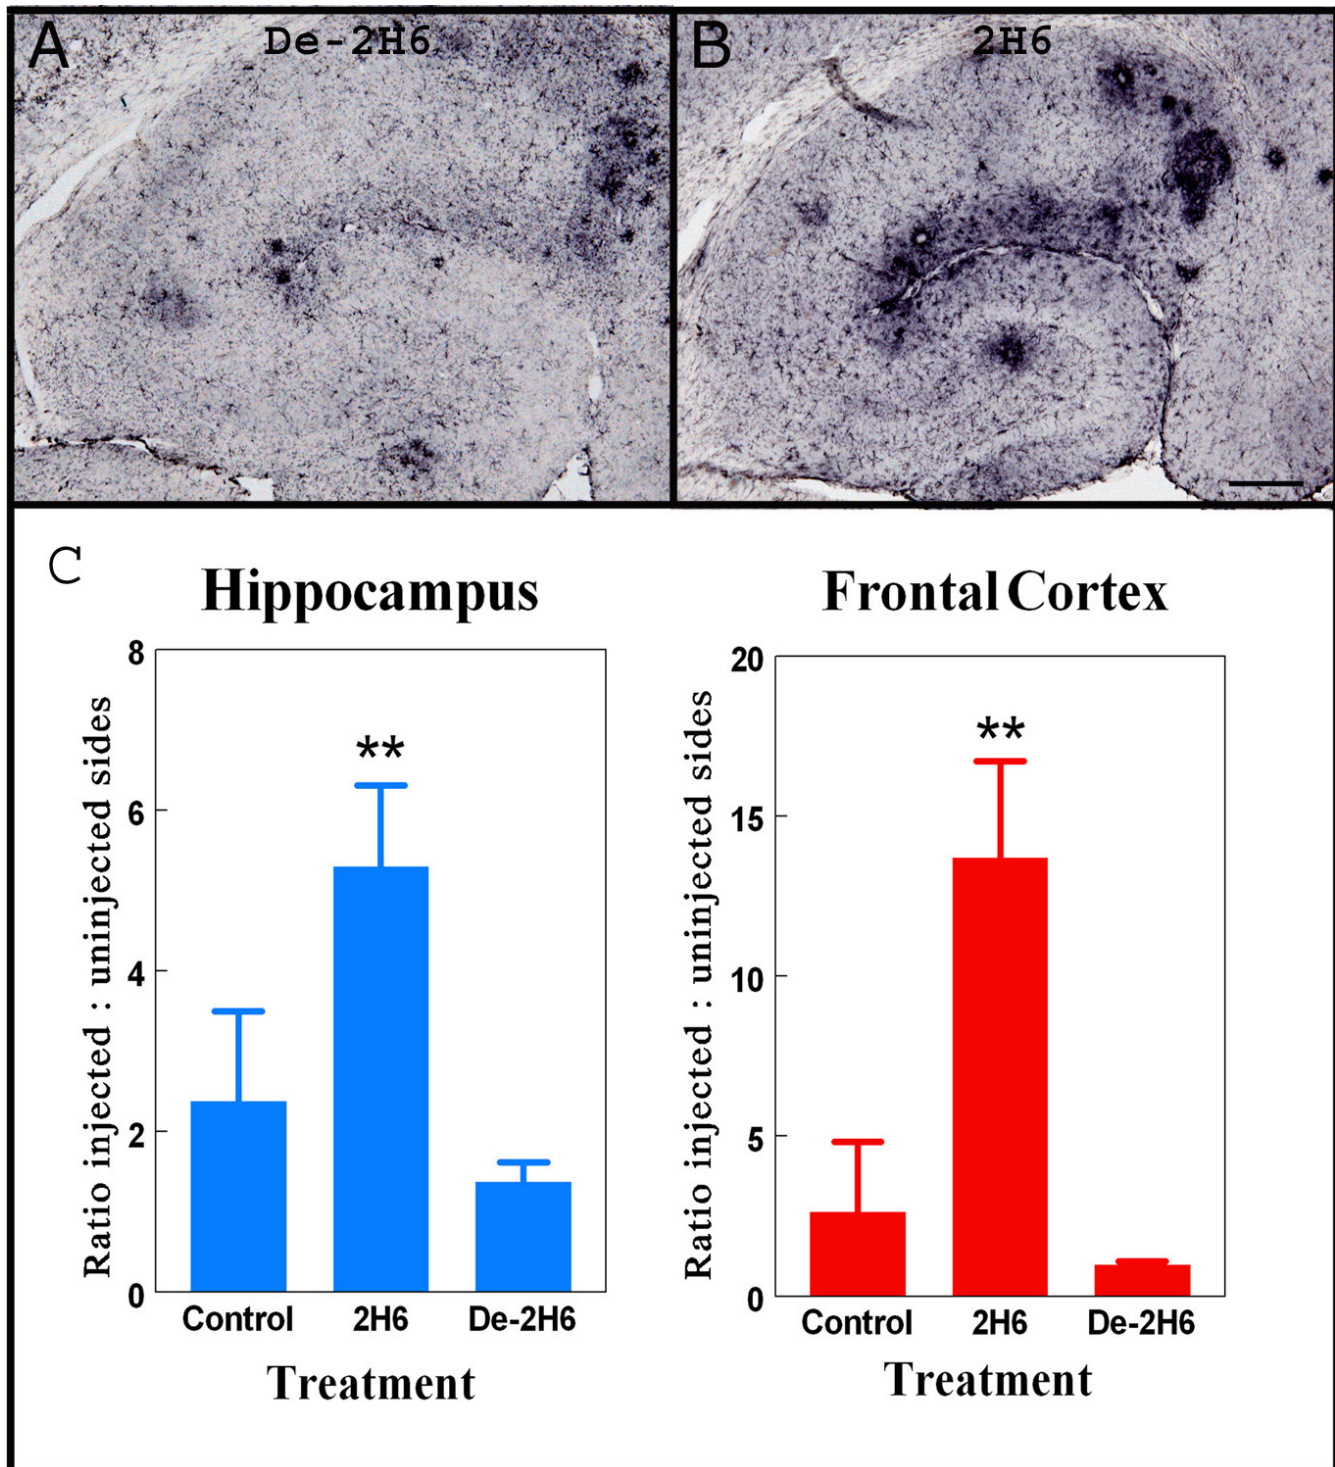 A
De-2H6
B
2H6
C
Hippocampus
Ratio injected : uninjected sides
8
6
4
2
0
**
Control
2H6
De-2H6
Treatment
Frontal Cortex
Ratio injected : uninjected sides
20
15
10
5
0
**
Control
2H6
De-2H6
Treatment